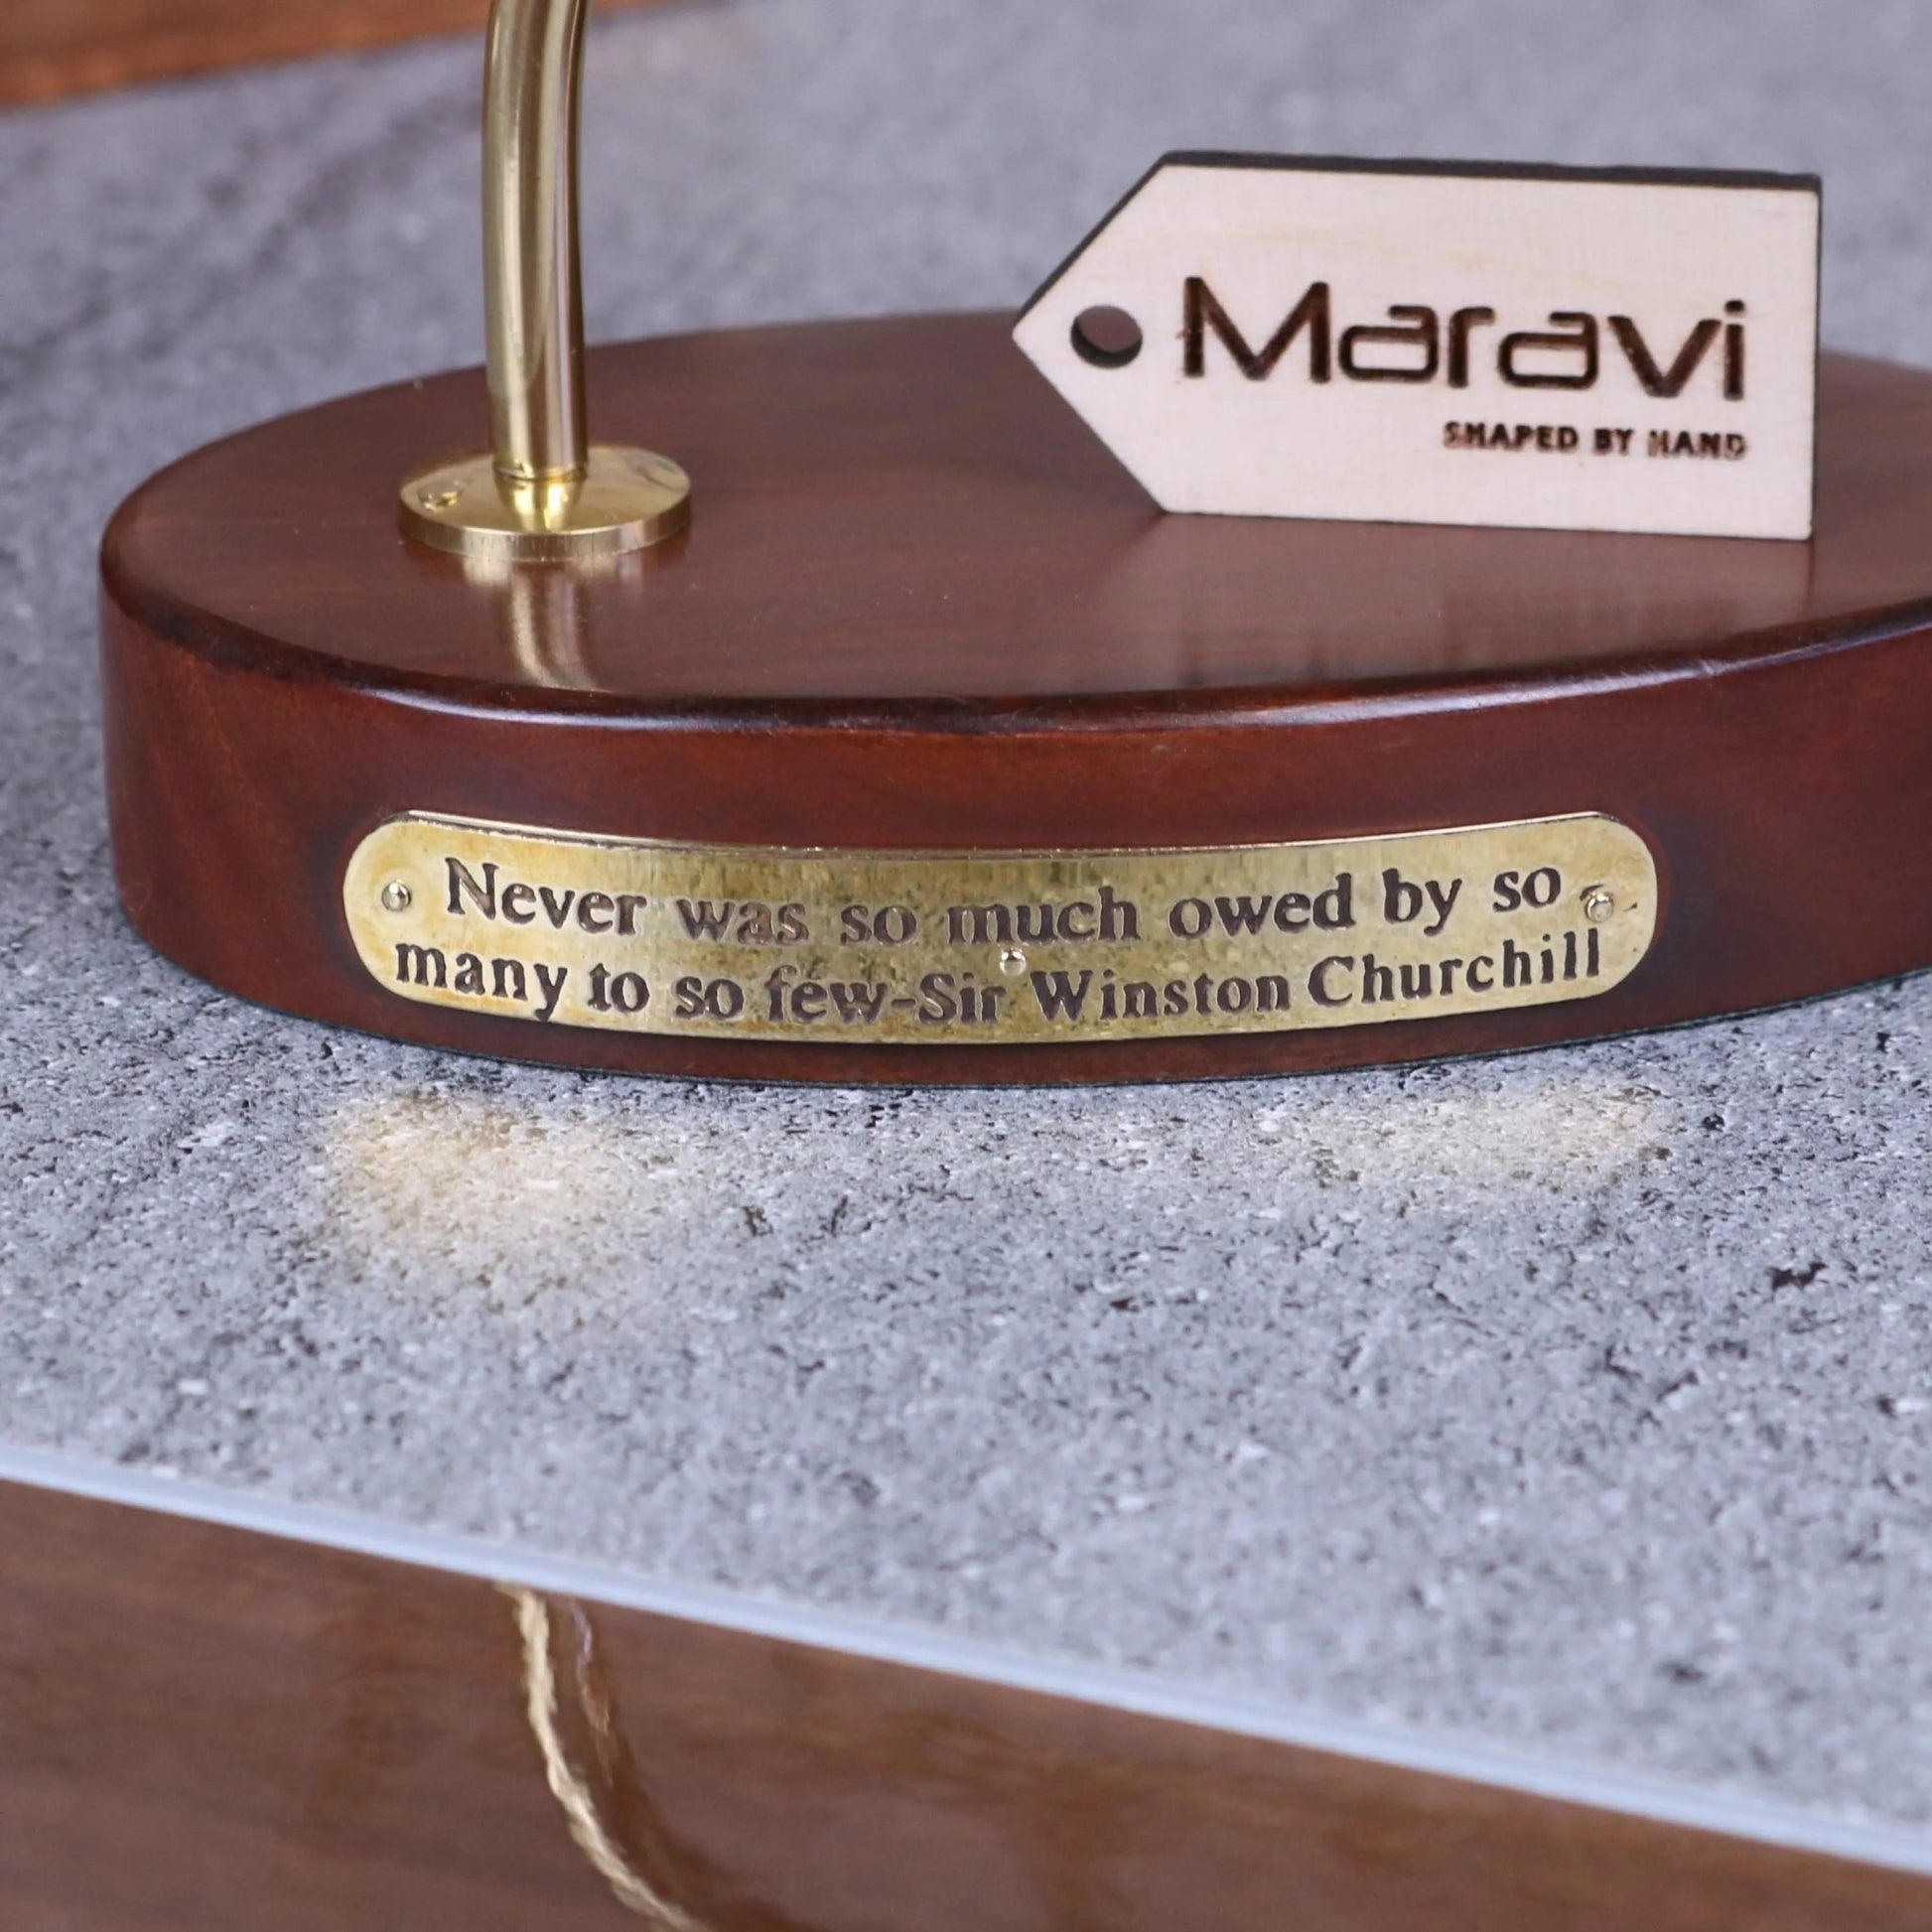 Maravi
SHAPED BY HAND
Never was so much owed by so
many to so few-Sir Winston Churchill